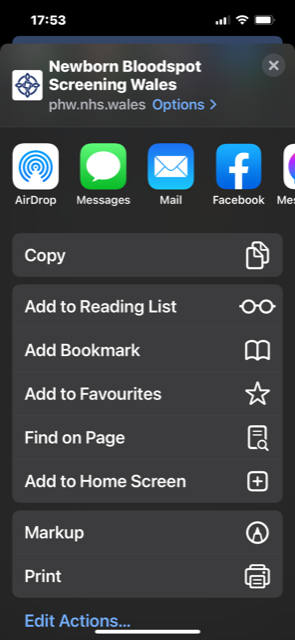 17:53
Newborn Bloodspot
Screening Wales
phw.nhs.wales Options >
AirDrop Messages Mail Facebook Mes
Copy
Add to Reading List
Add Bookmark
Add to Favourites
Find on Page
Add to Home Screen
Markup
Print
Edit Actions...